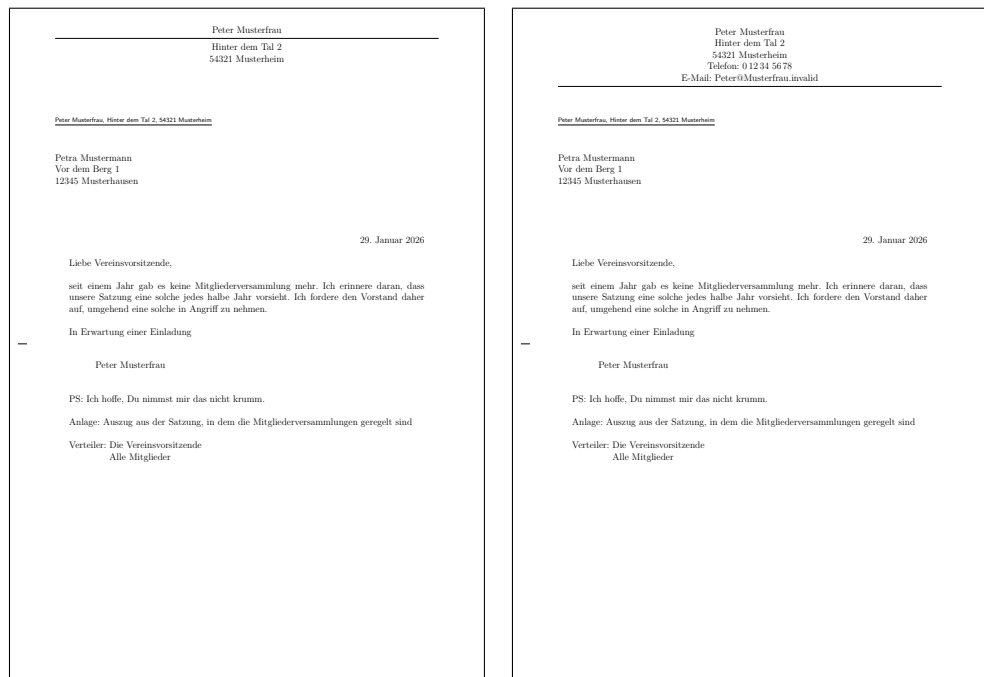 Peter Musterfrau
Hinter dem Tal 2
54321 Musterheim
Peter Musterfrau, Hinter dem Tal 2, 54321 Musterheim
Petra Mustermann
Vor dem Berg 1
12345 Musterhausen
29. Januar 2026
Liebe Vereinsvorsitzende,
seit einem Jahr gab es keine Mitgliederversammlung mehr. Ich erinnere daran, dass
unsere Satzung eine solche jedes halbe Jahr vorsieht. Ich fordere den Vorstand daher
auf, umgehend eine solche in Angriff zu nehmen.
In Erwartung einer Einladung
Peter Musterfrau
PS: Ich hoffe, Du nimmst mir das nicht krumm.
Anlage: Auszug aus der Satzung, in dem die Mitgliederversammlungen geregelt sind
Verteiler: Die Vereinsvorsitzende
Alle Mitglieder
Peter Musterfrau
Hinter dem Tal 2
54321 Musterheim
Telefon: 0 12 34 56 78
E-Mail: Peter@Musterfrau.invalid
Peter Musterfrau, Hinter dem Tal 2, 54321 Musterheim
Petra Mustermann
Vor dem Berg 1
12345 Musterhausen
29. Januar 2026
Liebe Vereinsvorsitzende,
seit einem Jahr gab es keine Mitgliederversammlung mehr. Ich erinnere daran, dass
unsere Satzung eine solche jedes halbe Jahr vorsieht. Ich fordere den Vorstand daher
auf, umgehend eine solche in Angriff zu nehmen.
In Erwartung einer Einladung
Peter Musterfrau
PS: Ich hoffe, Du nimmst mir das nicht krumm.
Anlage: Auszug aus der Satzung, in dem die Mitgliederversammlungen geregelt sind
Verteiler: Die Vereinsvorsitzende
Alle Mitglieder